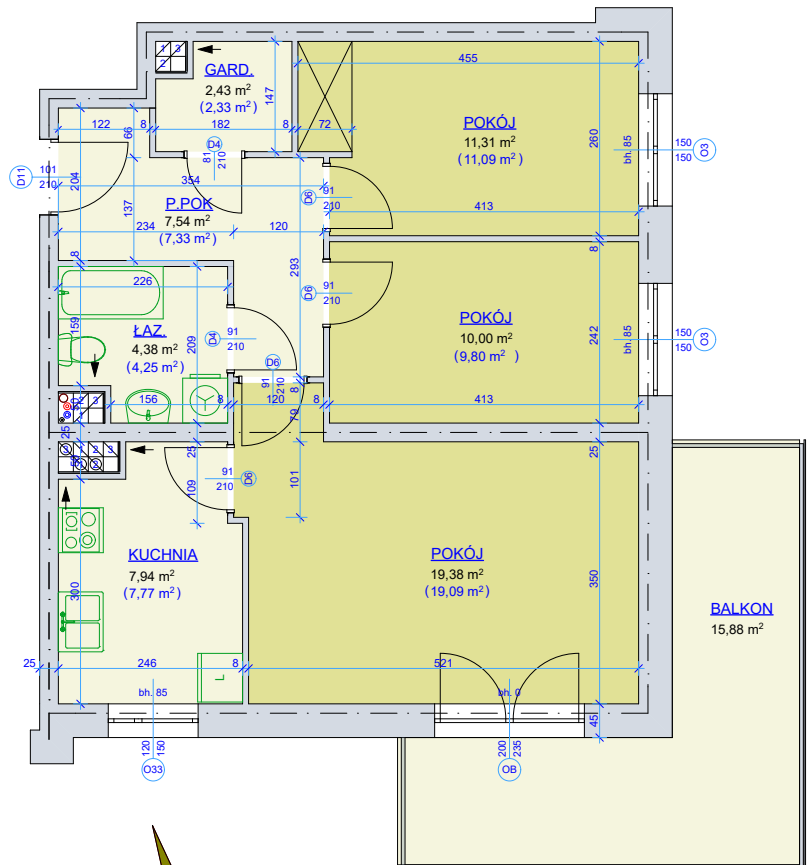 1 3
2
GARD.
2,43 m²
(2,33 m²)
147
455
122
8
182
8
72
66
D4
81
210
POKÓJ
11,31 m²
(11,09 m²)
260
bh. 85
150
150
O3
D11
101
210
204
354
P.POK
7,54 m²
(7,33 m²)
137
234
120
D6
91
210
413
8
8
226
293
D6
91
210
POKÓJ
10,00 m²
(9,80 m²)
242
bh. 85
150
150
O3
159
ŁAZ.
4,38 m²
(4,25 m²)
209
D4
91
210
D6
91
210
156
8
120
8
8
79
413
3
50
25
2 3
25
91
210
D6
109
101
25
KUCHNIA
7,94 m²
(7,77 m²)
300
POKÓJ
19,38 m²
(19,09 m²)
350
BALKON
15,88 m²
25
246
8
521
L
bh. 85
bh. 0
45
120
150
O33
200
235
OB